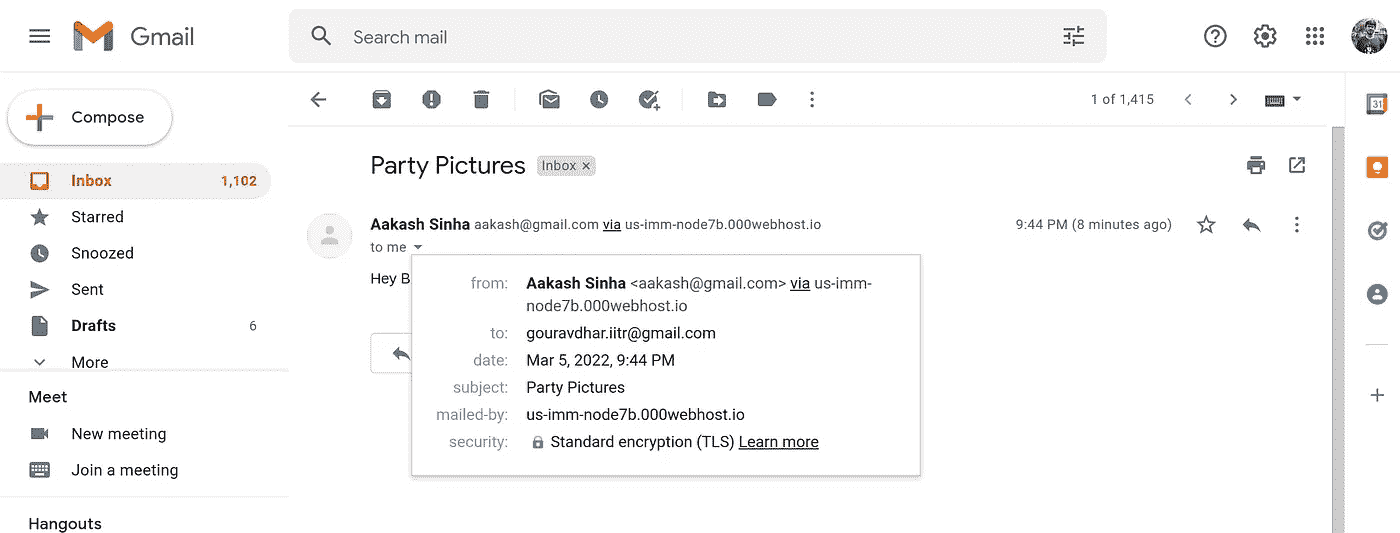 Gmail
Search mail
Compose
1 of 1,415
31
Inbox 1,102
Starred
Snoozed
Sent
Drafts 6
More
Meet
New meeting
Join a meeting
Hangouts
Party Pictures Inbox ×
Aakash Sinha aakash@gmail.com via us-imm-node7b.000webhost.io 9:44 PM (8 minutes ago)
to me
Hey B
from: Aakash Sinha <aakash@gmail.com> via us-imm-
node7b.000webhost.io
to: gouravdhar.iitr@gmail.com
date: Mar 5, 2022, 9:44 PM
subject: Party Pictures
mailed-by: us-imm-node7b.000webhost.io
security: Standard encryption (TLS) Learn more